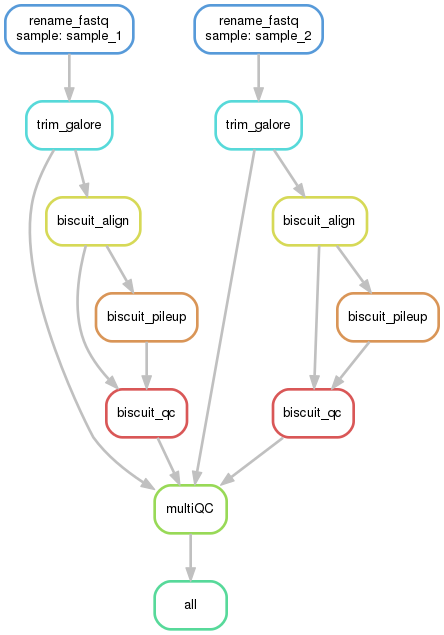 rename_fastq
sample: sample_1
rename_fastq
sample: sample_2
trim_galore
trim_galore
biscuit_align
biscuit_align
biscuit_pileup
biscuit_pileup
biscuit_qc
biscuit_qc
multiQC
all